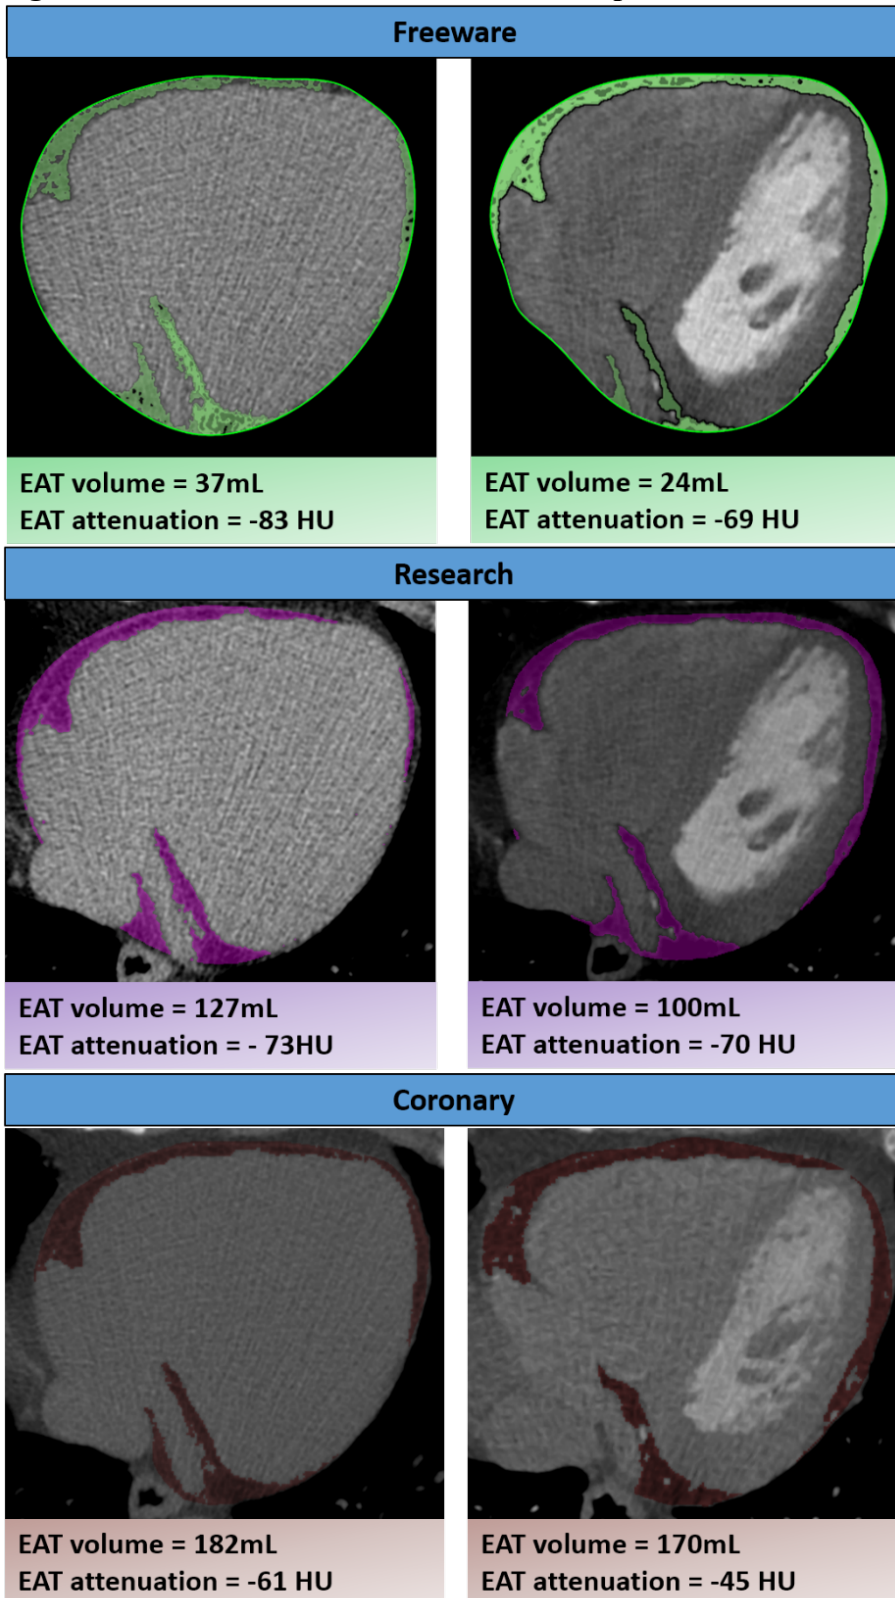 Freeware
EAT volume = 37mL
EAT attenuation = -83 HU
EAT volume = 24mL
EAT attenuation = -69 HU
Research
EAT volume = 127mL
EAT attenuation = - 73HU
EAT volume = 100mL
EAT attenuation = -70 HU
Coronary
EAT volume = 182mL
EAT attenuation = -61 HU
EAT volume = 170mL
EAT attenuation = -45 HU